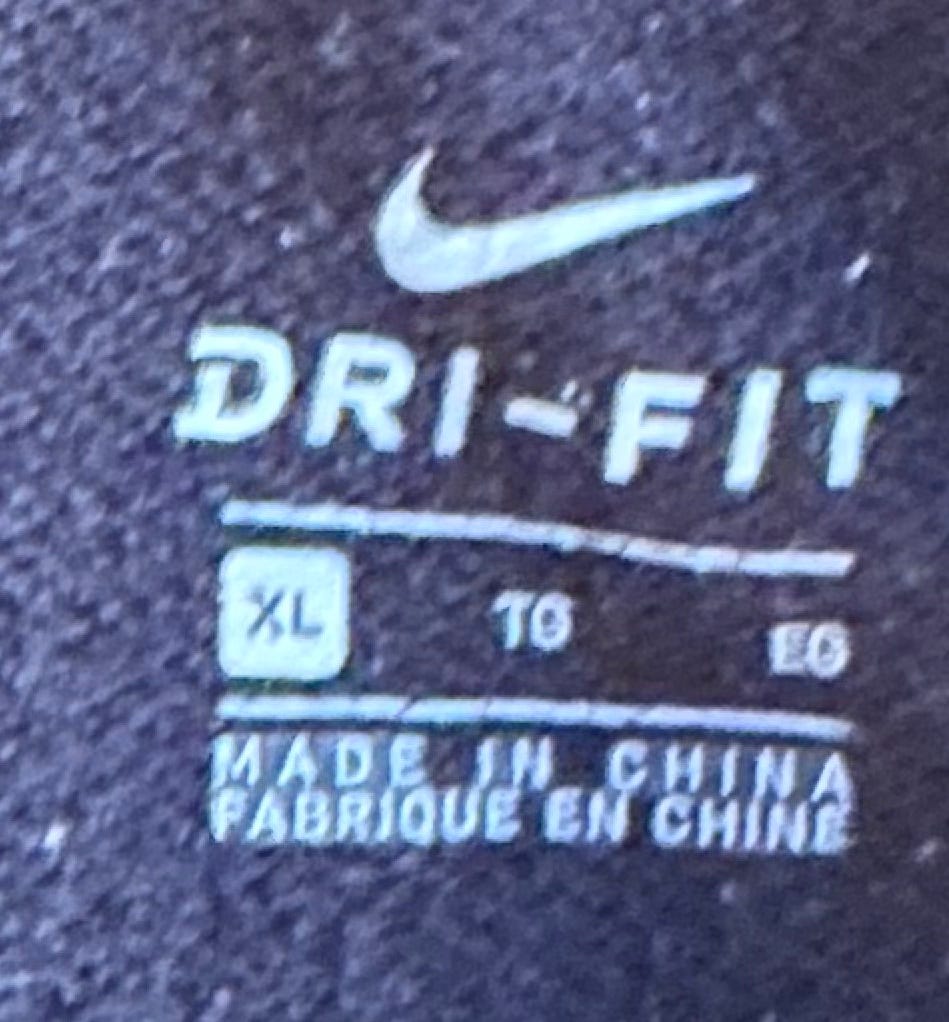 DRI-FIT
XL TG EG
MADE IN CHINA
FABRIQUE EN CHINE